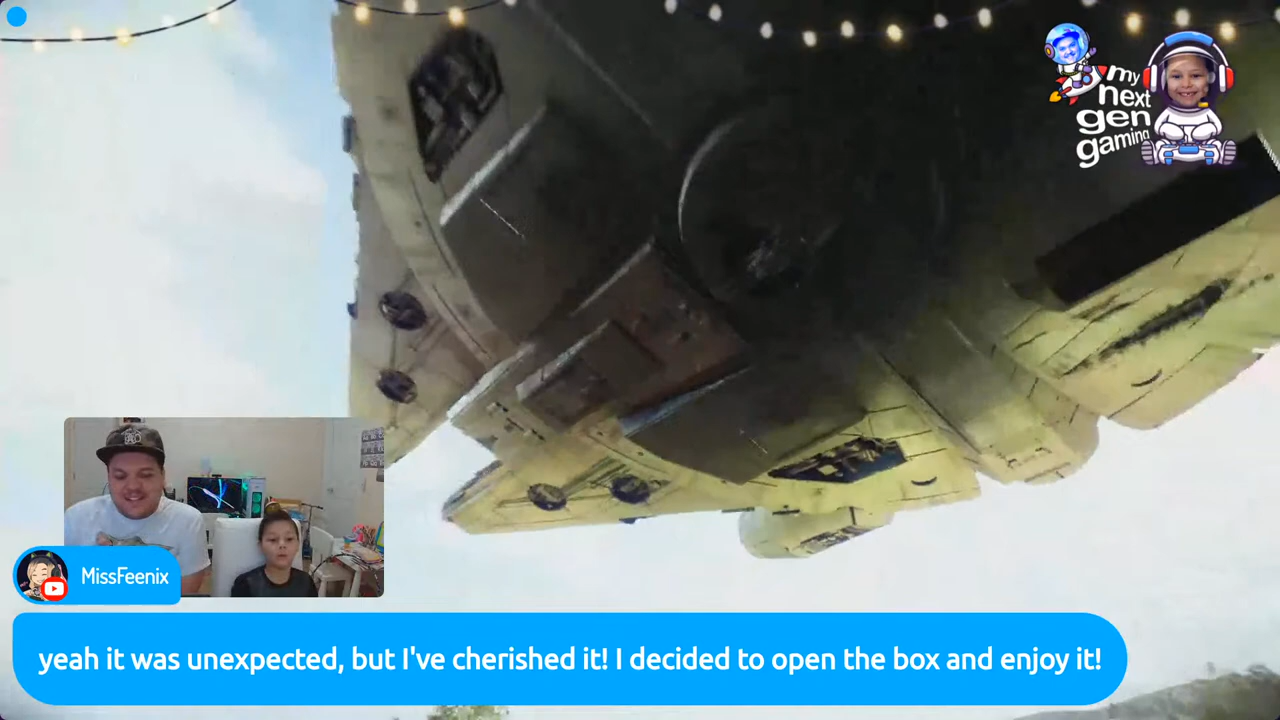 my
next
gen
gaming
MissFeenix
yeah it was unexpected, but I've cherished it! I decided to open the box and enjoy it!